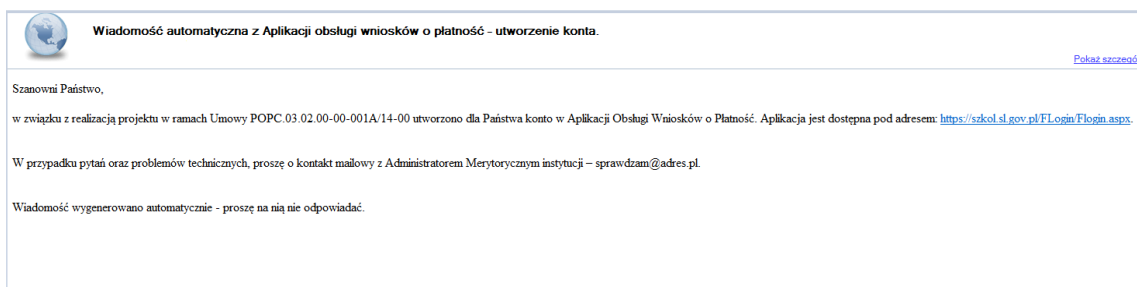 Wiadomość automatyczna z Aplikacji obsługi wniosków o płatność - utworzenie konta.
Pokaż szczegó
Szanowni Państwo,
w związku z realizacją projektu w ramach Umowy POPC.03.02.00-00-001A/14-00 utworzono dla Państwa konto w Aplikacji Obsługi Wniosków o Płatność. Aplikacja jest dostępna pod adresem: https://szkol.sl.gov.pl/FLogin/Flogin.aspx.
W przypadku pytań oraz problemów technicznych, proszę o kontakt mailowy z Administratorem Merytorycznym instytucji – sprawdzam@adres.pl.
Wiadomość wygenerowano automatycznie - proszę na nią nie odpowiadać.